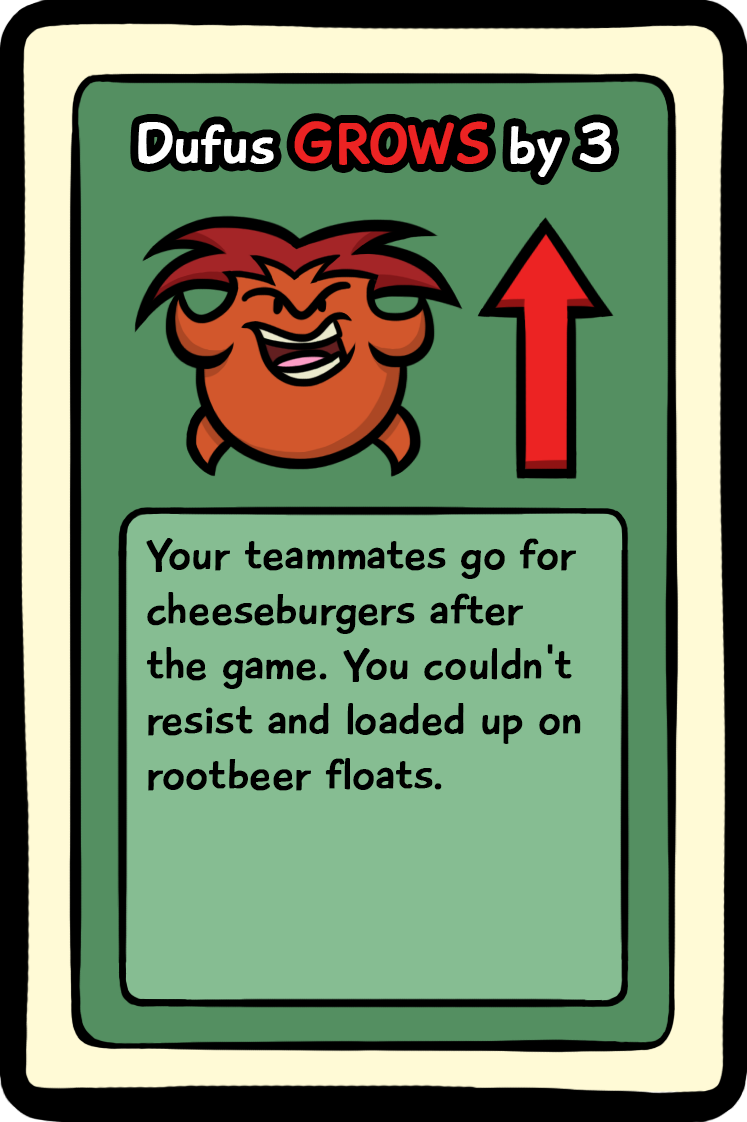 Dufus GROWS by 3
Your teammates go for
cheeseburgers after
the game. You couldn't
resist and loaded up on
rootbeer floats.